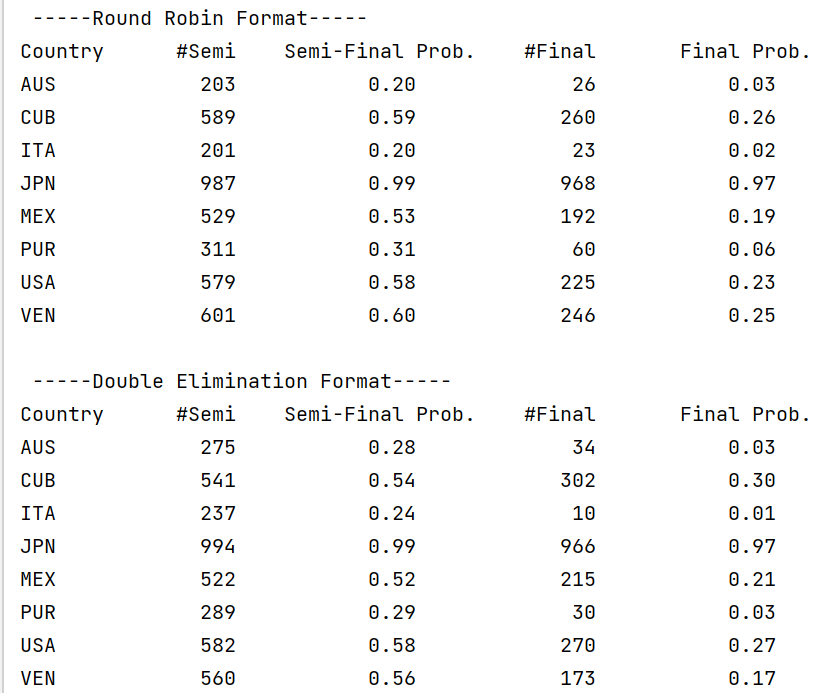 -----Round Robin Format-----
Country #Semi Semi-Final Prob. #Final Final Prob.
AUS 203 0.20 26 0.03
CUB 589 0.59 260 0.26
ITA 201 0.20 23 0.02
JPN 987 0.99 968 0.97
MEX 529 0.53 192 0.19
PUR 311 0.31 60 0.06
USA 579 0.58 225 0.23
VEN 601 0.60 246 0.25
-----Double Elimination Format-----
Country #Semi Semi-Final Prob. #Final Final Prob.
AUS 275 0.28 34 0.03
CUB 541 0.54 302 0.30
ITA 237 0.24 10 0.01
JPN 994 0.99 966 0.97
MEX 522 0.52 215 0.21
PUR 289 0.29 30 0.03
USA 582 0.58 270 0.27
VEN 560 0.56 173 0.17